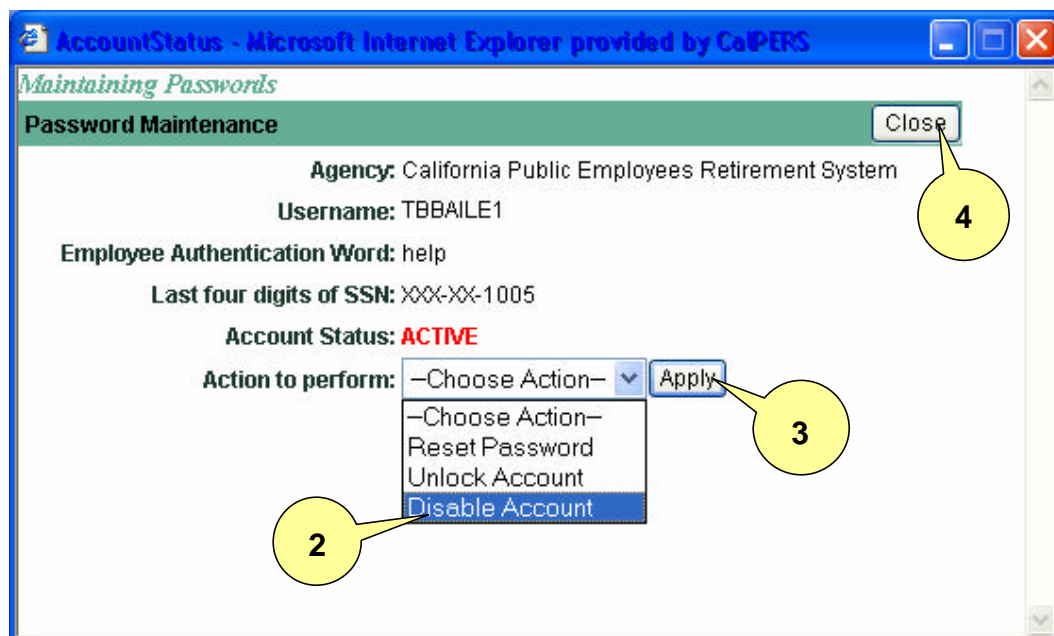 AccountStatus - Microsoft Internet Explorer provided by CalPERS
Maintaining Passwords
Password Maintenance Close
Agency: California Public Employees Retirement System
Username: TBBAILE1
4
Employee Authentication Word: help
Last four digits of SSN: XXX-XX-1005
Account Status: ACTIVE
Action to perform: --Choose Action-- Apply
--Choose Action--
3
Reset Password
Unlock Account
Disable Account
2